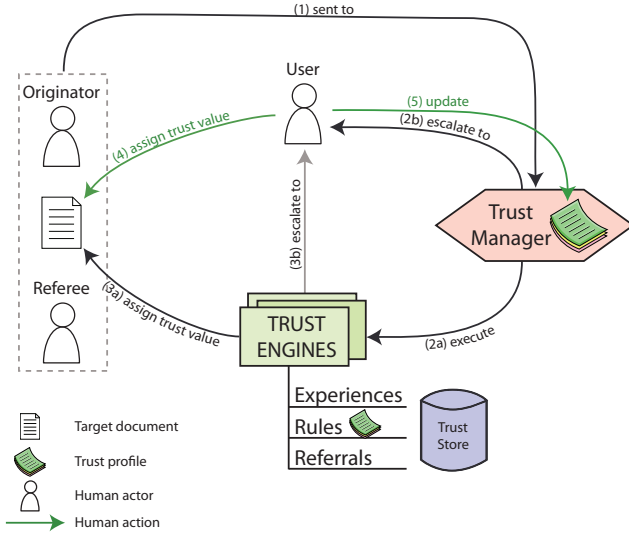 (1) sent to
User
Originator
(5) update
(4) assign trust value
(2b) escalate to
Trust
Manager
(3b) escalate to
Referee
(3a) assign trust value
TRUST
ENGINES
(2a) execute
Experiences
Rules
Referrals
Trust
Store
Target document
Trust profile
Human actor
Human action